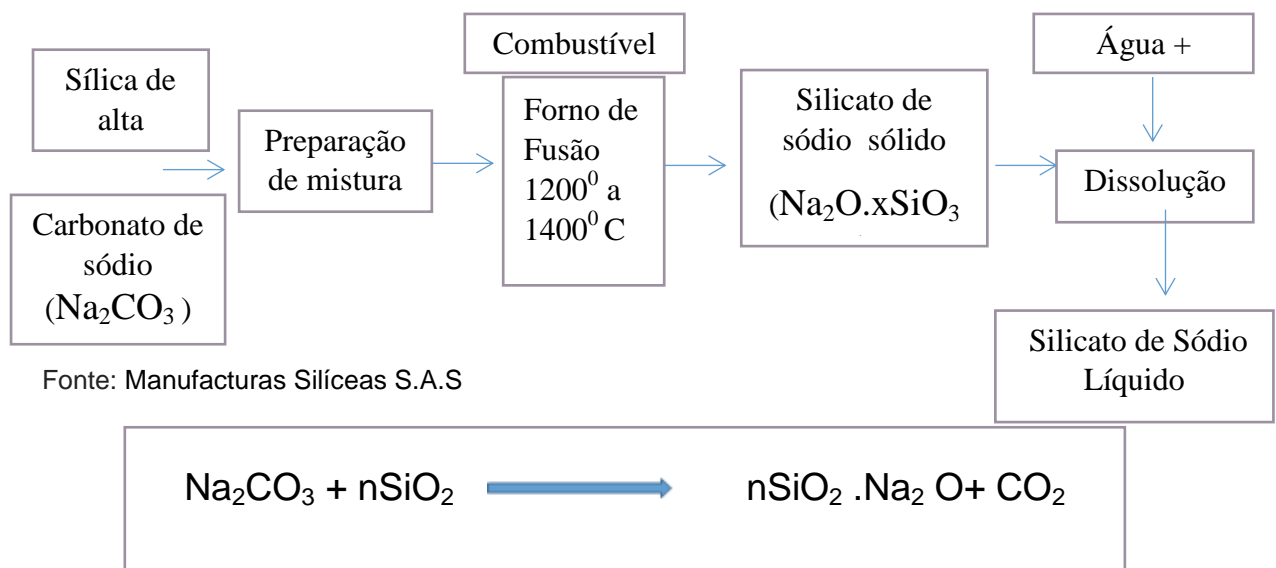 Sílica de
alta
Carbonato de
sódio
(Na₂CO₃ )
Preparação
de mistura
Combustível
Forno de
Fusão
1200⁰ a
1400⁰ C
Silicato de
sódio sólido
(Na₂O.xSiO₃
Água +
Dissolução
Silicato de Sódio
Líquido
Fonte: Manufacturas Silíceas S.A.S
Na₂CO₃ + nSiO₂ nSiO₂ .Na₂ O+ CO₂